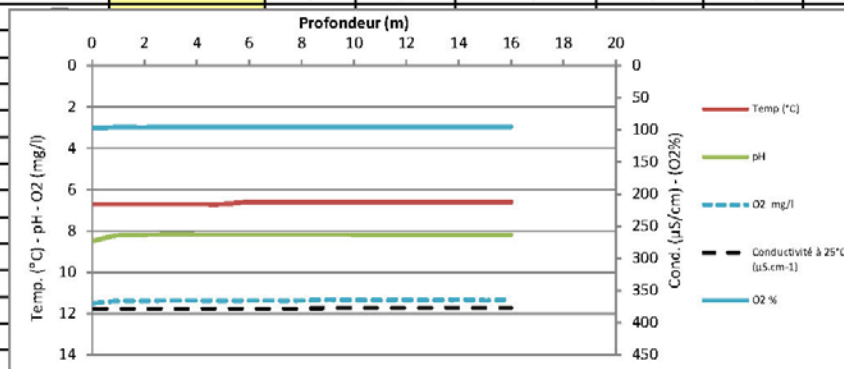 Profondeur (m)
0 2 4 6 8 10 12 14 16 18 20
Temp. (°C) - pH - O2 (mg/l)
0
2
4
6
8
10
12
14
0
50
100
150
200
250
300
350
400
450
Cond. (µS/cm) - (O2%)
Temp (°C)
pH
O2 mg/l
Conductivité à 25°C
(µS.cm-1)
O2 %